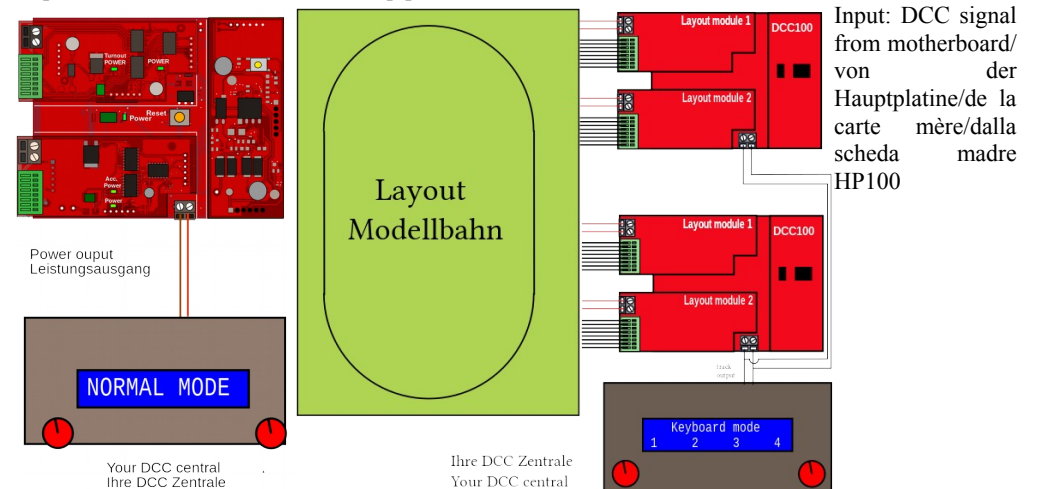 Turnout
POWER
POWER
Reset
Power
Acc.
Power
Power
Power ouput
Leistungsausgang
NORMAL MODE
Your DCC central
Ihre DCC Zentrale
Layout
Modellbahn
Layout module 1
DCC100
Layout module 2
Layout module 1
DCC100
Layout module 2
track
output
Keyboard mode
1 2 3 4
Ihre DCC Zentrale
Your DCC central
Input: DCC signal
from motherboard/
von der
Hauptplatine/de la
carte mère/dalla
scheda madre
HP100